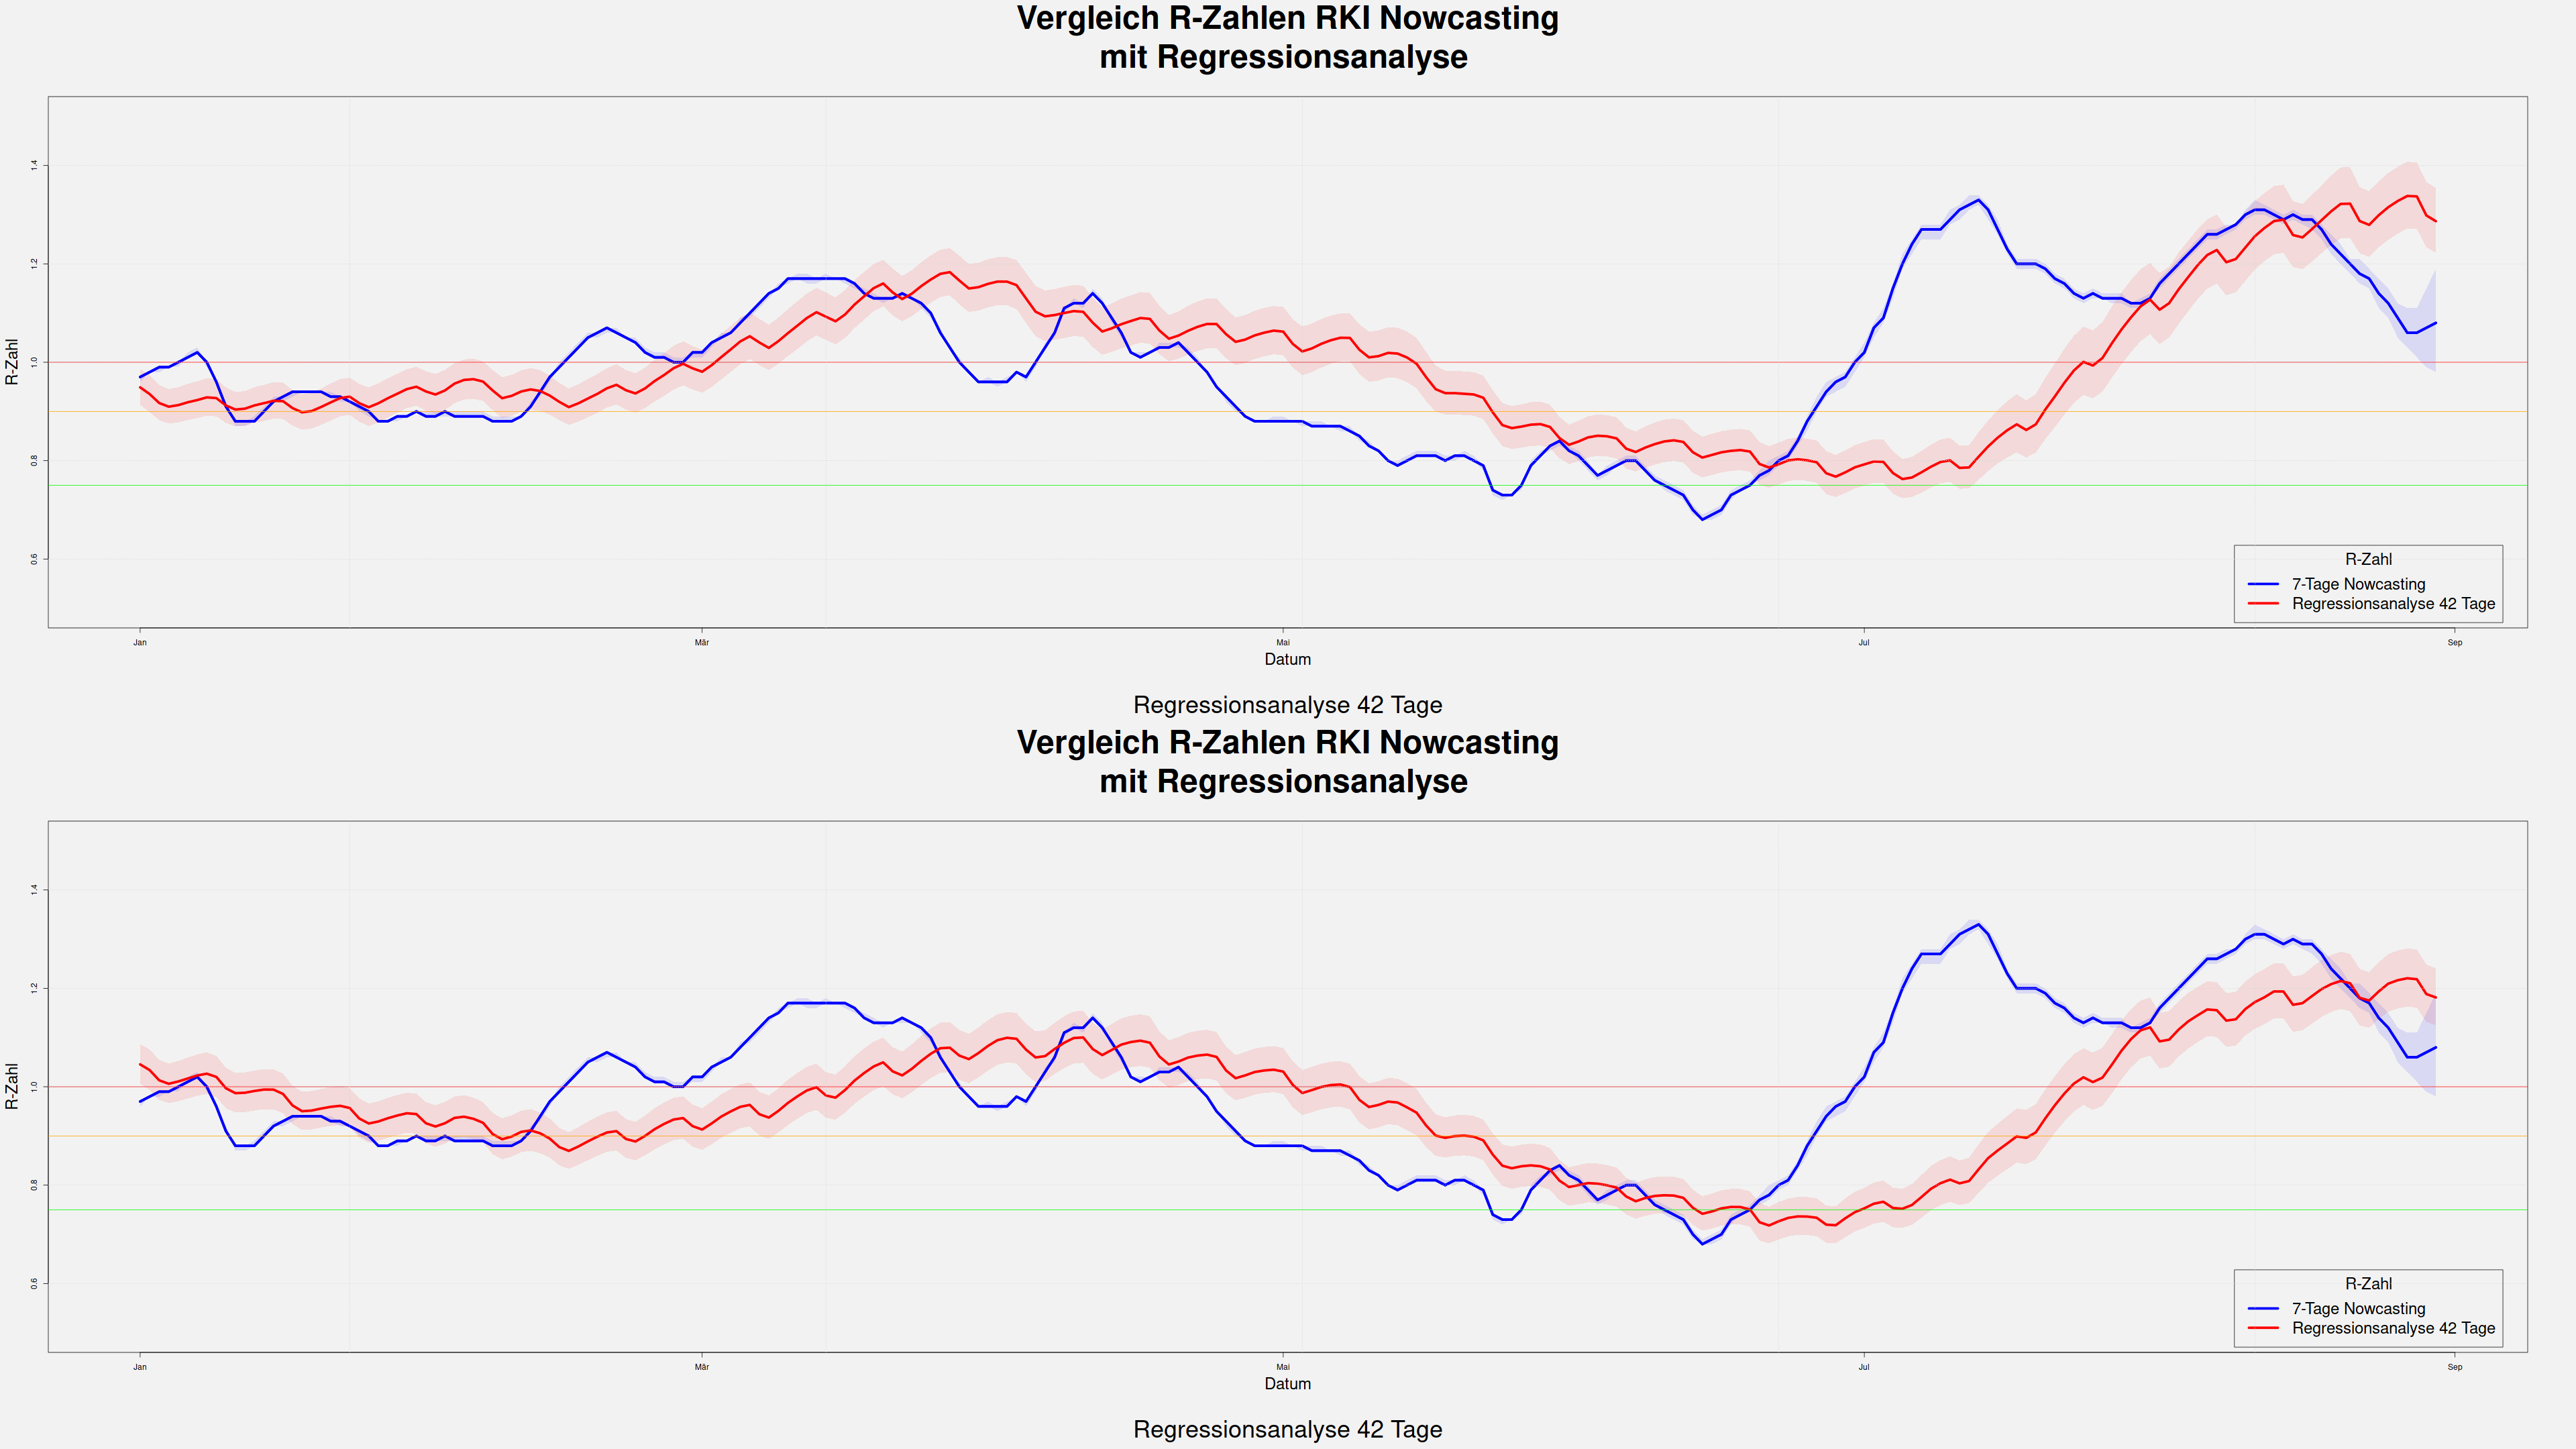 Vergleich R-Zahlen RKI Nowcasting
mit Regressionsanalyse
R-Zahl
1.4
1.2
1.0
0.8
0.6
R-Zahl
7-Tage Nowcasting
Regressionsanalyse 42 Tage
Jan
Mär
Mai
Jul
Sep
Datum
Regressionsanalyse 42 Tage
Vergleich R-Zahlen RKI Nowcasting
mit Regressionsanalyse
R-Zahl
1.4
1.2
1.0
0.8
0.6
R-Zahl
7-Tage Nowcasting
Regressionsanalyse 42 Tage
Jan
Mär
Mai
Jul
Sep
Datum
Regressionsanalyse 42 Tage